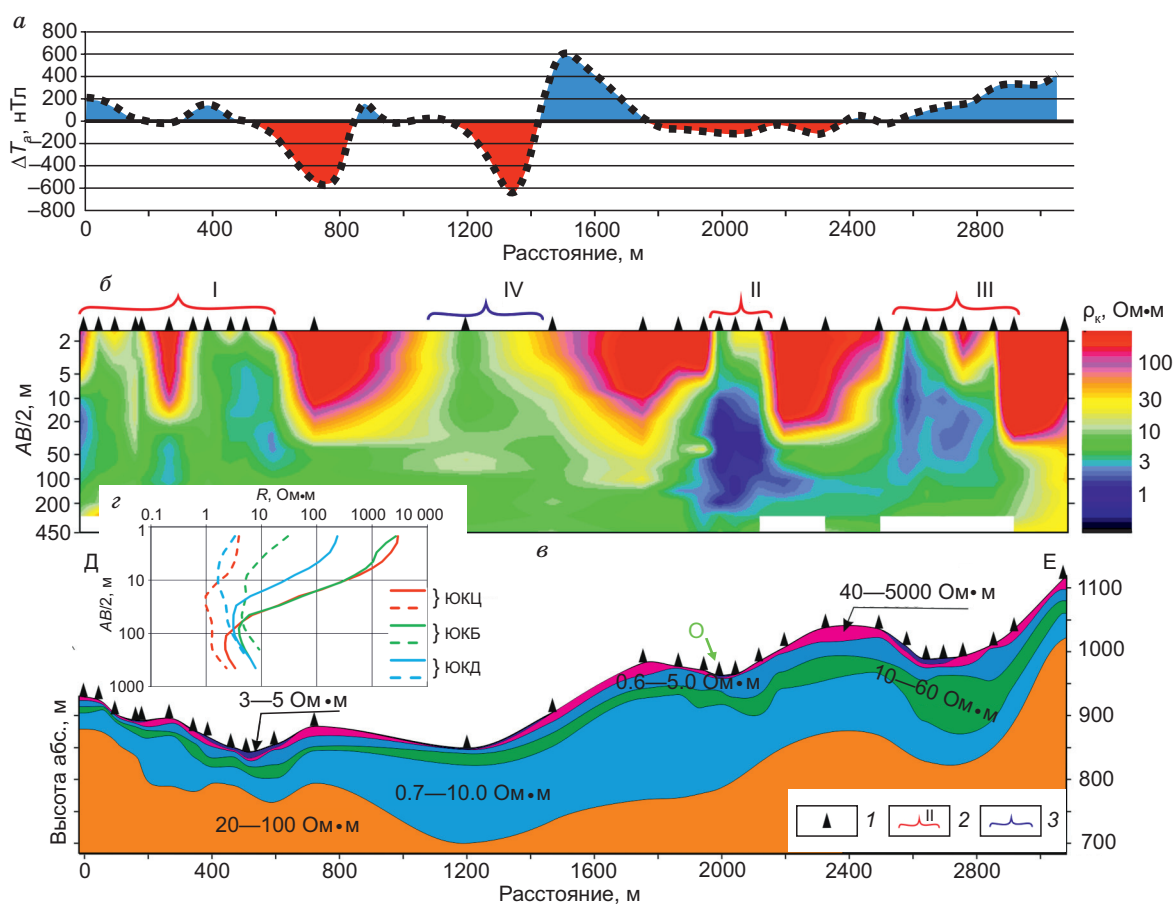 а
800
600
400
200
0
–200
–400
–600
–800
ΔTа, нТл
0 400 800 1200 1600 2000 2400 2800
Расстояние, м
б
I IV II III
ρк, Ом•м
2
5
10
20
50
100
200
450
AB/2, м
100
30
10
3
1
г
R, Ом•м
0.1 1 10 100 1000 10 000
1
10
100
1000
AB/2, м
} ЮКЦ
} ЮКБ
} ЮКД
в
Д Е
40—5000 Ом•м
О
0.6—5.0 Ом•м
10—60 Ом•м
3—5 Ом•м
0.7—10.0 Ом•м
20—100 Ом•м
Высота абс., м
1100
1000
900
800
700
1 II 2 3
0 400 800 1200 1600 2000 2400 2800
Расстояние, м